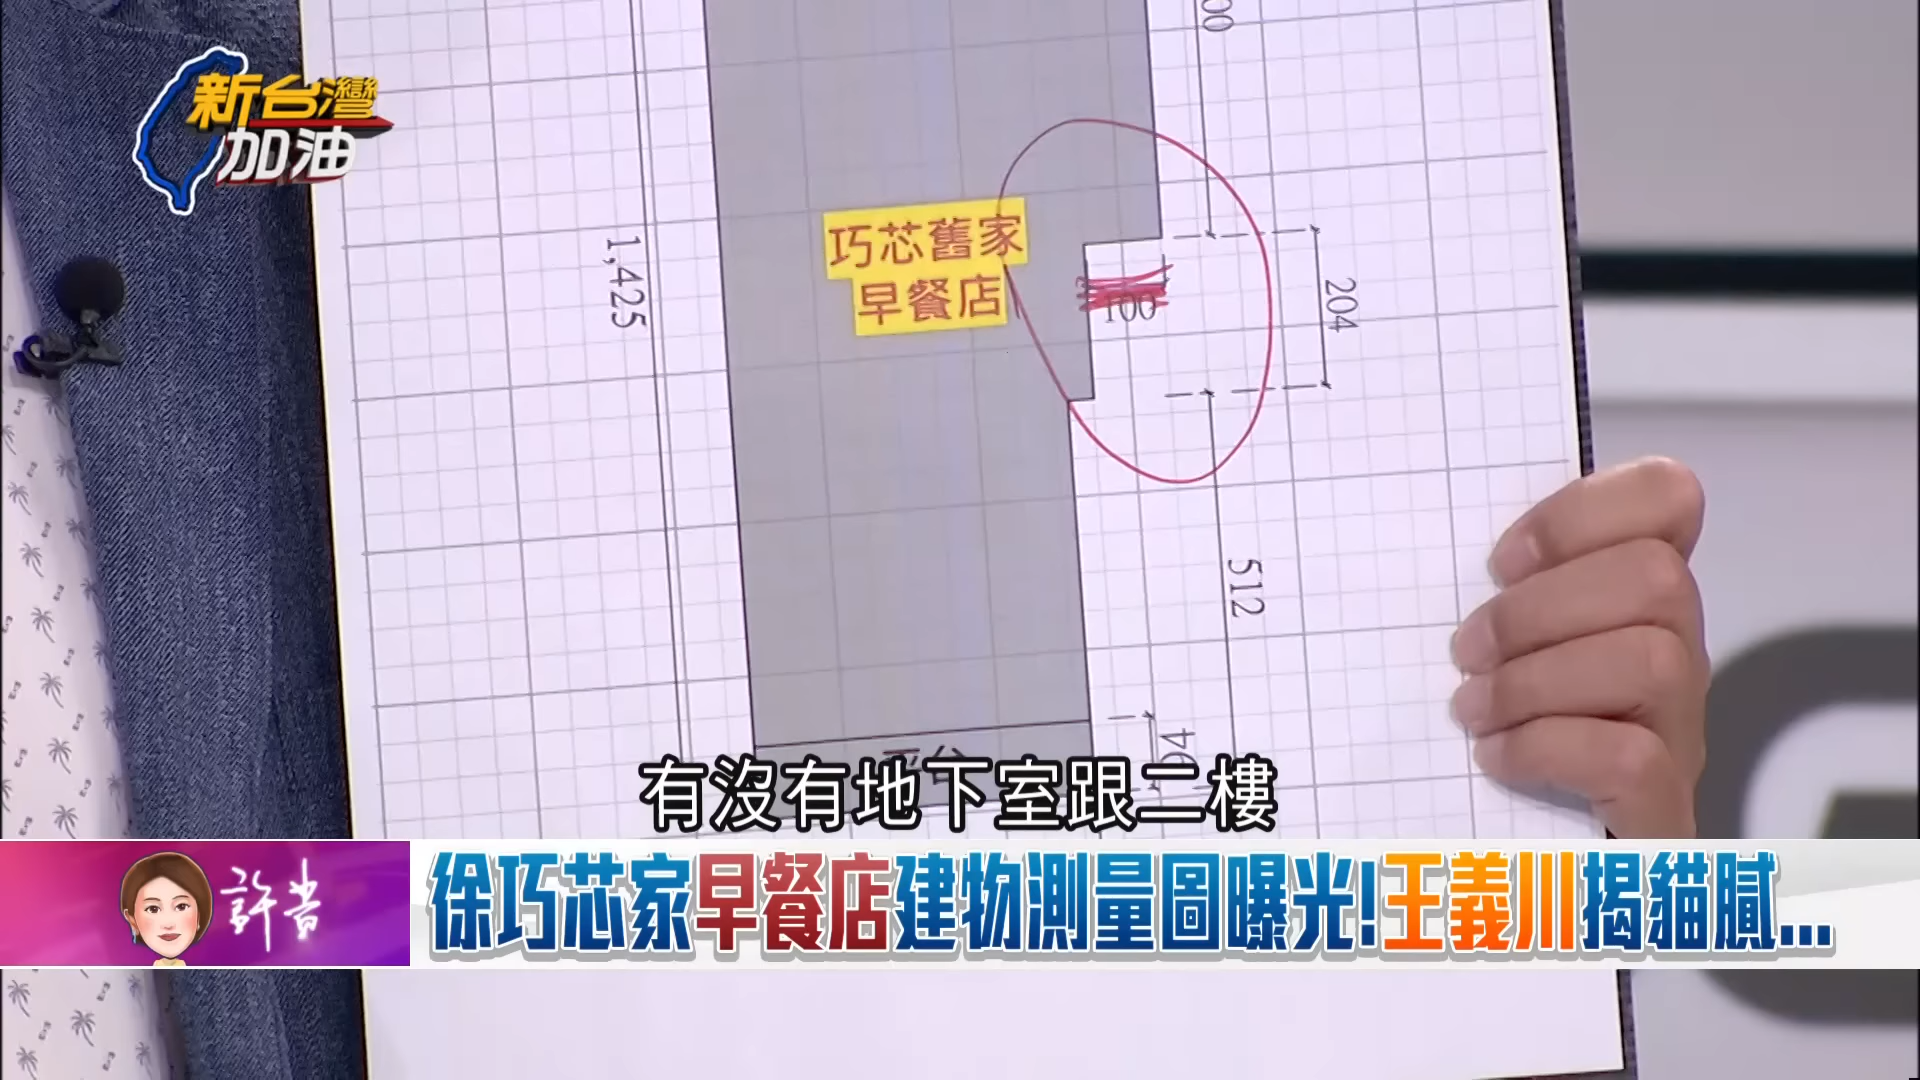 新台灣
加油
巧芯舊家
早餐店
1,425
100
204
512
有沒有地下室跟二樓
徐巧芯家早餐店建物測量圖曝光!王義川揭貓膩...